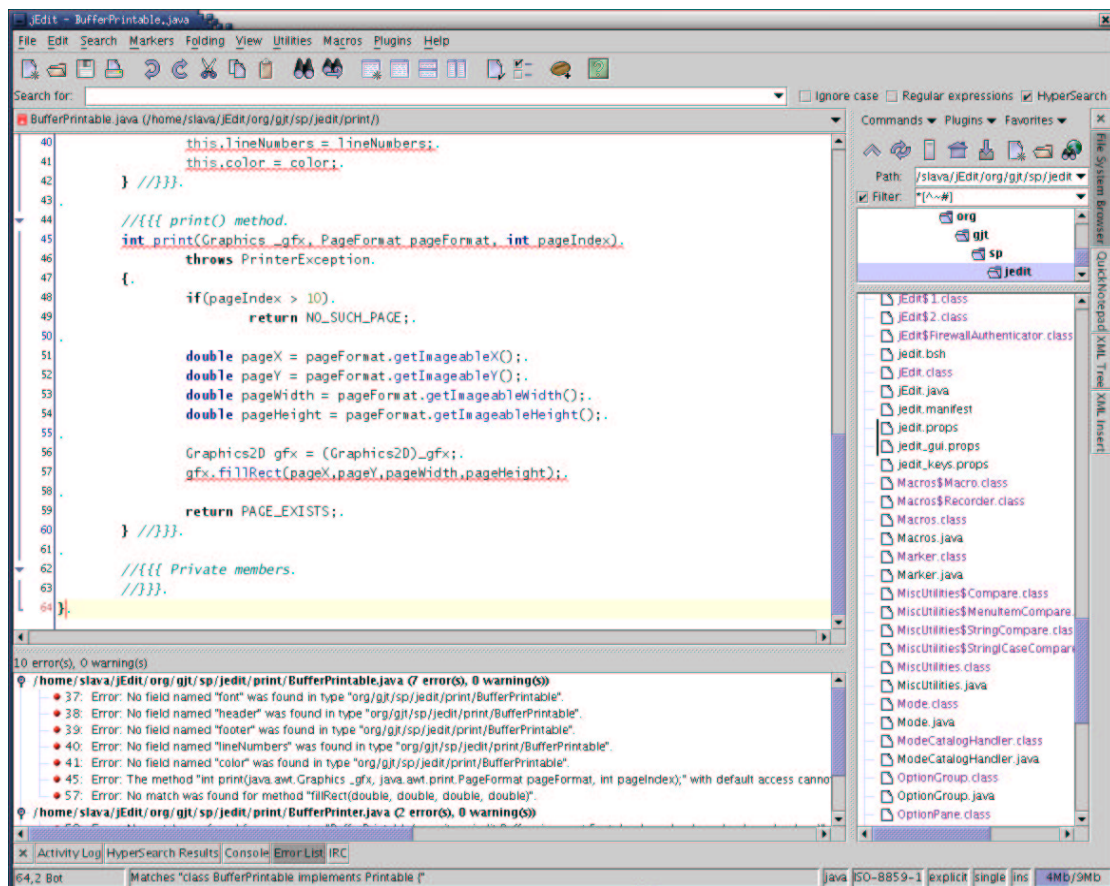 jEdit - BufferPrintable.java
File Edit Search Markers Folding View Utilities Macros Plugins Help
Search for:
Ignore case Regular expressions HyperSearch
BufferPrintable.java (/home/slava/jEdit/org/gjt/sp/jedit/print/)
40 this.lineNumbers = lineNumbers;.
41 this.color = color;.
42 } //}}}.
43 .
44 //{{{ print() method.
45 int print(Graphics _gfx, PageFormat pageFormat, int pageIndex).
46 throws PrinterException.
47 {.
48 if(pageIndex > 10).
49 return NO_SUCH_PAGE;.
50 .
51 double pageX = pageFormat.getImageableX();.
52 double pageY = pageFormat.getImageableY();.
53 double pageWidth = pageFormat.getImageableWidth();.
54 double pageHeight = pageFormat.getImageableHeight();.
55 .
56 Graphics2D gfx = (Graphics2D)_gfx;.
57 gfx.fillRect(pageX,pageY,pageWidth,pageHeight);.
58 .
59 return PAGE_EXISTS;.
60 } //}}}.
61 .
62 //{{{ Private members.
63 //}}}.
64 }.
10 error(s), 0 warning(s)
/home/slava/jEdit/org/gjt/sp/jedit/print/BufferPrintable.java (7 error(s), 0 warning(s))
37: Error: No field named "font" was found in type "org/gjt/sp/jedit/print/BufferPrintable".
38: Error: No field named "header" was found in type "org/gjt/sp/jedit/print/BufferPrintable".
39: Error: No field named "footer" was found in type "org/gjt/sp/jedit/print/BufferPrintable".
40: Error: No field named "lineNumbers" was found in type "org/gjt/sp/jedit/print/BufferPrintable".
41: Error: No field named "color" was found in type "org/gjt/sp/jedit/print/BufferPrintable".
45: Error: The method "int print(java.awt.Graphics _gfx, java.awt.print.PageFormat pageFormat, int pageIndex);" with default access canno
57: Error: No match was found for method "fillRect(double, double, double, double)".
/home/slava/jEdit/org/gjt/sp/jedit/print/BufferPrinter.java (2 error(s), 0 warning(s))
Activity Log HyperSearch Results Console Error List IRC
64,2 Bot Matches "class BufferPrintable implements Printable {" java ISO-8859-1 explicit single ins 4Mb/9Mb
Commands Plugins Favorites
Path: /slava/jEdit/org/gjt/sp/jedit
Filter: *[^~#]
org
gjt
sp
jedit
jEdit$1.class
jEdit$2.class
jEdit$FirewallAuthenticator.class
jedit.bsh
jEdit.class
jEdit.java
jedit.manifest
jedit.props
jedit_gui.props
jedit_keys.props
Macros$Macro.class
Macros$Recorder.class
Macros.class
Macros.java
Marker.class
Marker.java
MiscUtilities$Compare.class
MiscUtilities$MenuItemCompare.
MiscUtilities$StringCompare.clas
MiscUtilities$StringICaseCompar
MiscUtilities.class
MiscUtilities.java
Mode.class
Mode.java
ModeCatalogHandler.class
ModeCatalogHandler.java
OptionGroup.class
OptionGroup.java
OptionPane.class
File System Browser
QuickNotepad
XML Tree
XML Insert